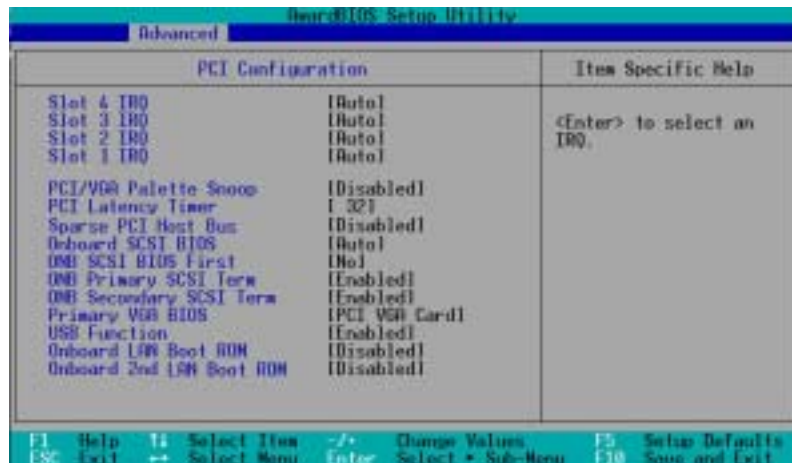 AwardBIOS Setup Utility
Advanced
PCI Configuration
Item Specific Help
Slot 4 IRQ [Auto]
Slot 3 IRQ [Auto]
Slot 2 IRQ [Auto]
Slot 1 IRQ [Auto]
<Enter> to select an
IRQ.
PCI/VGA Palette Snoop [Disabled]
PCI Latency Timer [ 32]
Sparse PCI Host Bus [Disabled]
Onboard SCSI BIOS [Auto]
ONB SCSI BIOS First [No]
ONB Primary SCSI Term [Enabled]
ONB Secondary SCSI Term [Enabled]
Primary VGA BIOS [PCI VGA Card]
USB Function [Enabled]
Onboard LAN Boot ROM [Disabled]
Onboard 2nd LAN Boot ROM [Disabled]
F1 Help ↑↓ Select Item -/+ Change Values F5 Setup Defaults
ESC Exit ←→ Select Menu Enter Select ▸ Sub-Menu F10 Save and Exit